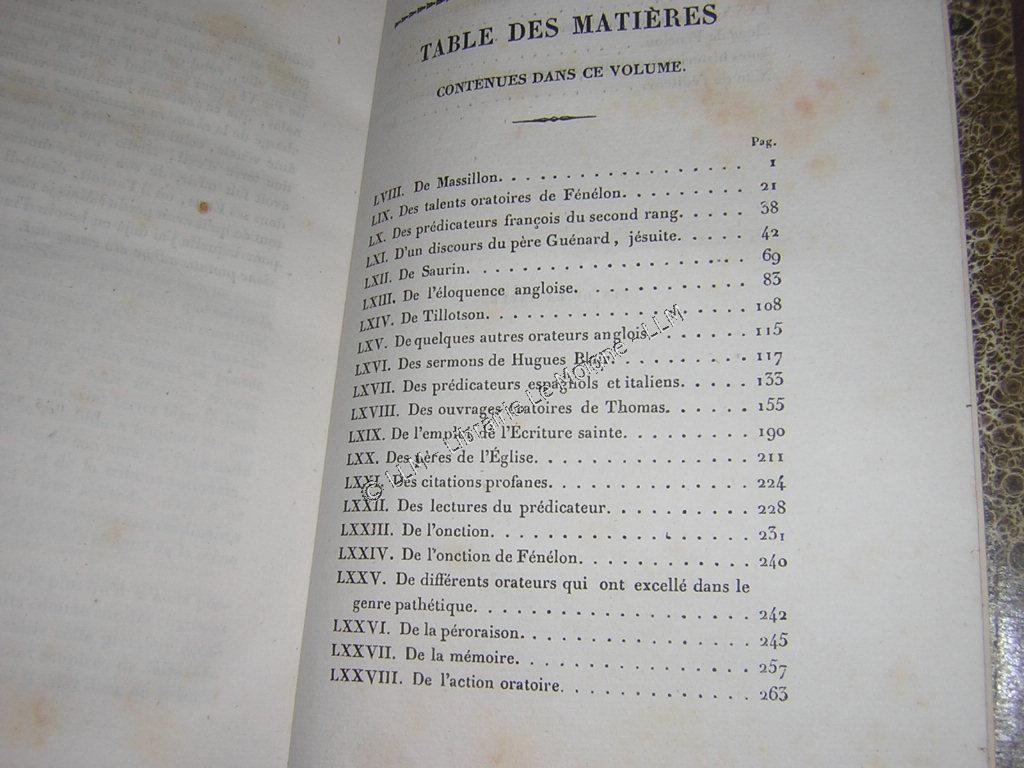 TABLE DES MATIÈRES
CONTENUES DANS CE VOLUME.
Pag.
LVIII. De Massillon. . . . . . . . . . . . . . . . . . 1
LIX. Des talents oratoires de Fénélon. . . . . . . . . 21
LX. Des prédicateurs françois du second rang. . . . . 38
LXI. D'un discours du père Guénard, jésuite. . . . . 42
LXII. De Saurin. . . . . . . . . . . . . . . . . . . 69
LXIII. De l'éloquence angloise. . . . . . . . . . . . 83
LXIV. De Tillotson. . . . . . . . . . . . . . . . . . 108
LXV. De quelques autres orateurs anglois. . . . . . . 115
LXVI. Des sermons de Hugues Blair. . . . . . . . . . 117
LXVII. Des prédicateurs espagnols et italiens. . . . . 133
LXVIII. Des ouvrages oratoires de Thomas. . . . . . 155
LXIX. De l'emploi de l'Écriture sainte. . . . . . . . . 190
LXX. Des Pères de l'Église. . . . . . . . . . . . . . 211
LXXI. Des citations profanes. . . . . . . . . . . . . 224
LXXII. Des lectures du prédicateur. . . . . . . . . . 228
LXXIII. De l'onction. . . . . . . . . . . . . . . . . 231
LXXIV. De l'onction de Fénélon. . . . . . . . . . . . 240
LXXV. De différents orateurs qui ont excellé dans le
genre pathétique. . . . . . . . . . . . . . . . . 242
LXXVI. De la péroraison. . . . . . . . . . . . . . . 245
LXXVII. De la mémoire. . . . . . . . . . . . . . . 257
LXXVIII. De l'action oratoire. . . . . . . . . . . . . 263
© LLM - Librairie Le Moiné - LLM